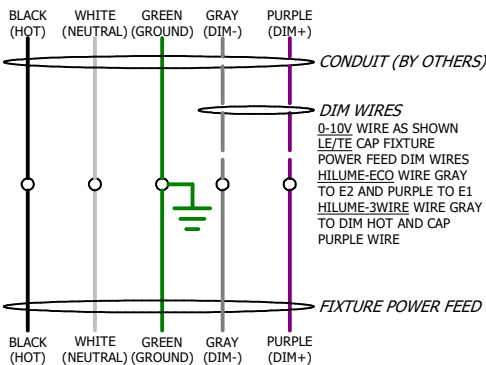 BLACK WHITE GREEN GRAY PURPLE
(HOT) (NEUTRAL) (GROUND) (DIM-) (DIM+)
CONDUIT (BY OTHERS)
DIM WIRES
0-10V WIRE AS SHOWN
LE/TE CAP FIXTURE
POWER FEED DIM WIRES
HILUME-ECO WIRE GRAY
TO E2 AND PURPLE TO E1
HILUME-3WIRE WIRE GRAY
TO DIM HOT AND CAP
PURPLE WIRE
FIXTURE POWER FEED
BLACK WHITE GREEN GRAY PURPLE
(HOT) (NEUTRAL) (GROUND) (DIM-) (DIM+)